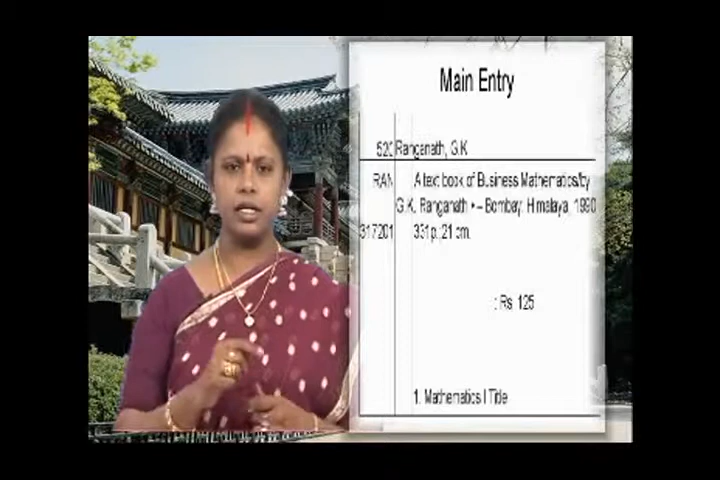 Main Entry
520 Ranganath, G.K
RAN A text book of Business Mathematics/by
G.K. Ranganath • – Bombay. Himalaya, 1990
317201 331p. 21 cm.
: Rs. 125
1. Mathematics I Title